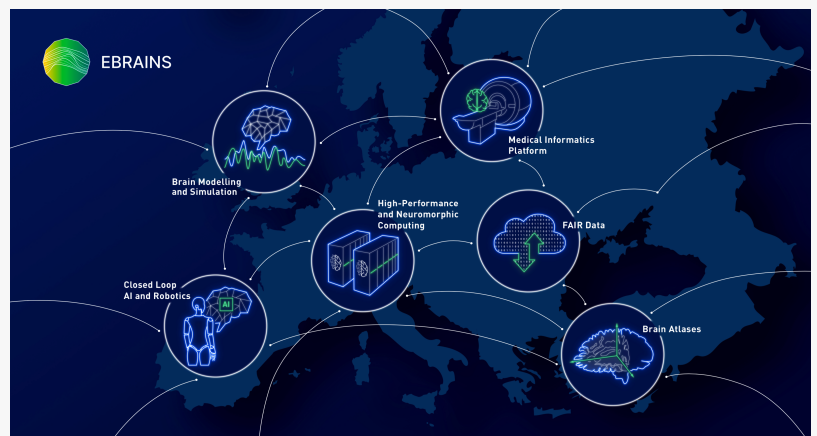 EBRAINS
Medical Informatics
Platform
Brain Modelling
and Simulation
High-Performance
and Neuromorphic
Computing
FAIR Data
Closed Loop
AI and Robotics
AI
Brain Atlases